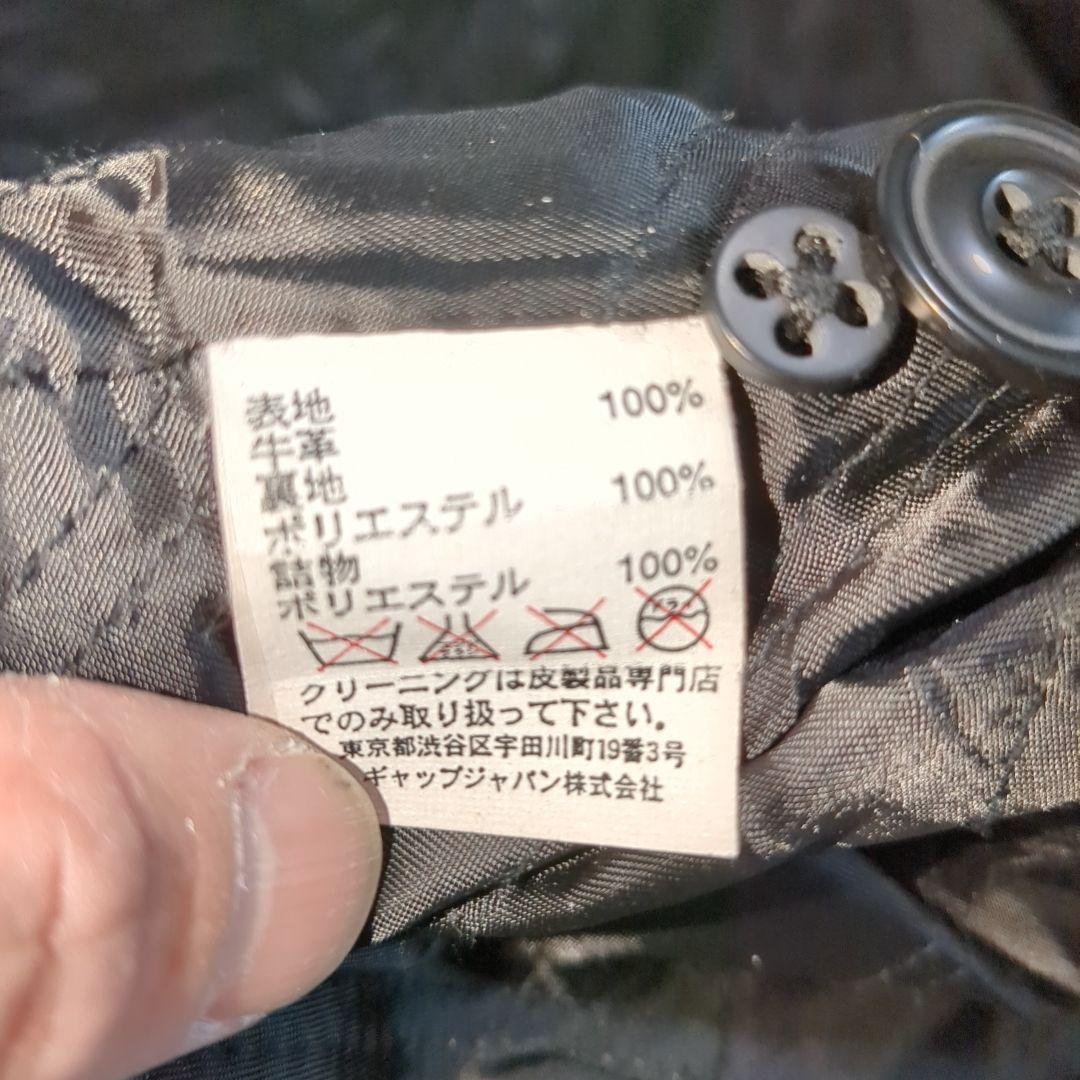 表地 100%
牛革
裏地 100%
ポリエステル
詰物 100%
ポリエステル
クリーニングは皮製品専門店
でのみ取り扱って下さい。
東京都渋谷区宇田川町19番3号
ギャップジャパン株式会社